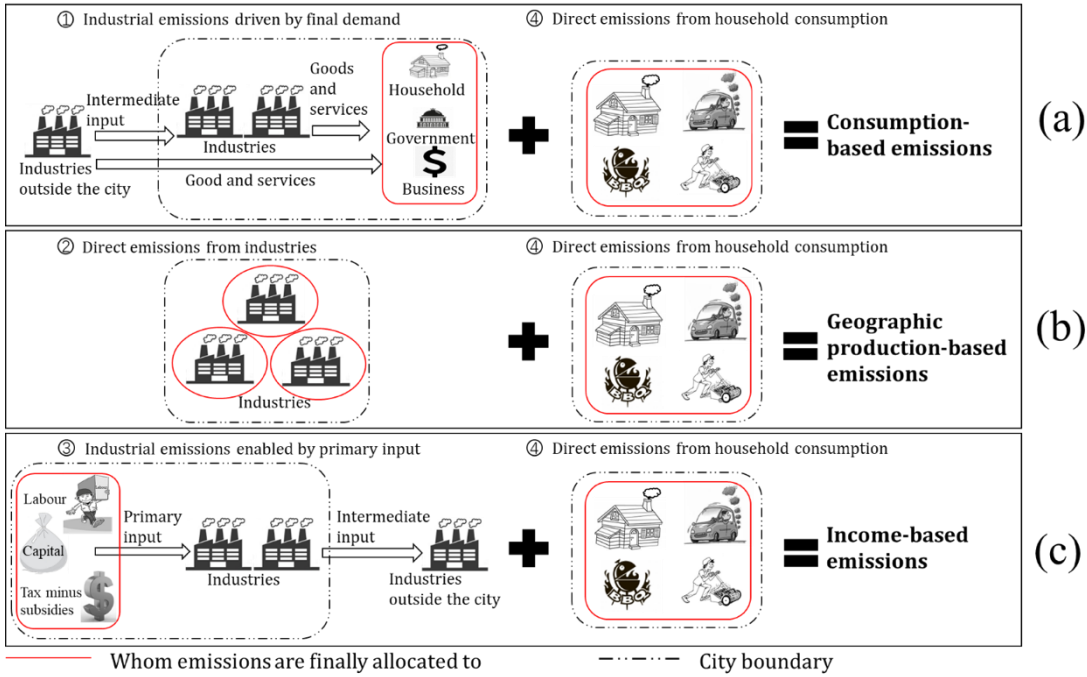 ① Industrial emissions driven by final demand
④ Direct emissions from household consumption
Intermediate
input
Goods
and
services
Household
Government
$
Business
Industries
outside the city
Industries
Good and services
BBQ
Consumption-
based emissions
(a)
② Direct emissions from industries
④ Direct emissions from household consumption
Industries
BBQ
Geographic
production-based
emissions
(b)
③ Industrial emissions enabled by primary input
④ Direct emissions from household consumption
Labour
Capital
Tax minus
subsidies
$
Primary
input
Industries
Intermediate
input
Industries
outside the city
BBQ
Income-based
emissions
(c)
Whom emissions are finally allocated to
City boundary